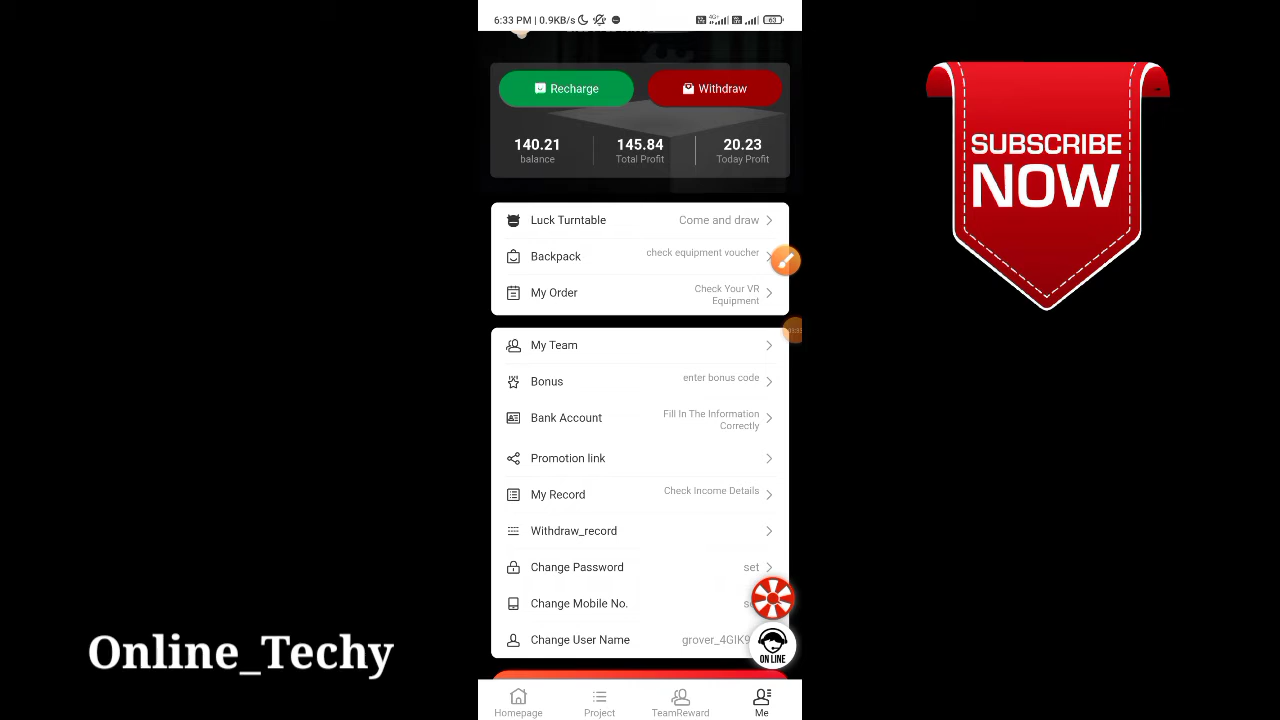 6:33 PM | 0.9KB/s
63
Recharge
Withdraw
140.21
145.84
20.23
balance
Total Profit
Today Profit
Luck Turntable
Come and draw
Backpack
check equipment voucher
My Order
Check Your VR
Equipment
My Team
Bonus
enter bonus code
Bank Account
Fill In The Information
Correctly
Promotion link
My Record
Check Income Details
Withdraw_record
Change Password
set
Change Mobile No.
Change User Name
grover_4GIK9
ON LINE
Homepage
Project
TeamReward
Me
SUBSCRIBE
NOW
Online_Techy